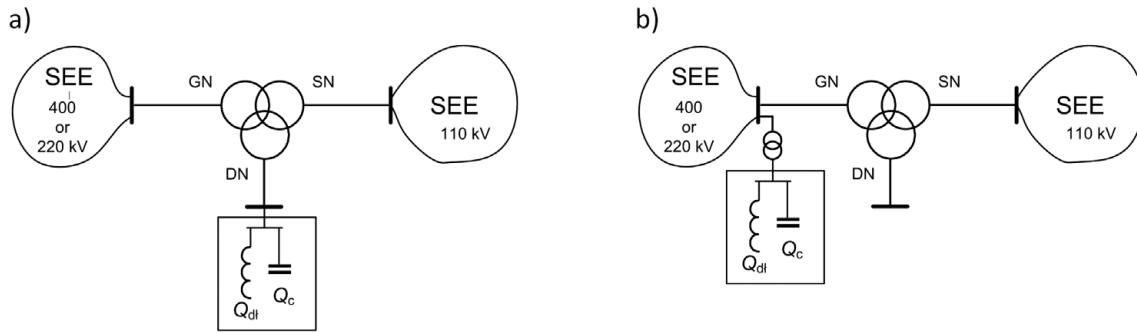 a)
SEE
400
or
220 kV
GN
SN
SEE
110 kV
DN
Qdł
Qc
b)
SEE
400
or
220 kV
GN
SN
SEE
110 kV
DN
Qdł
Qc